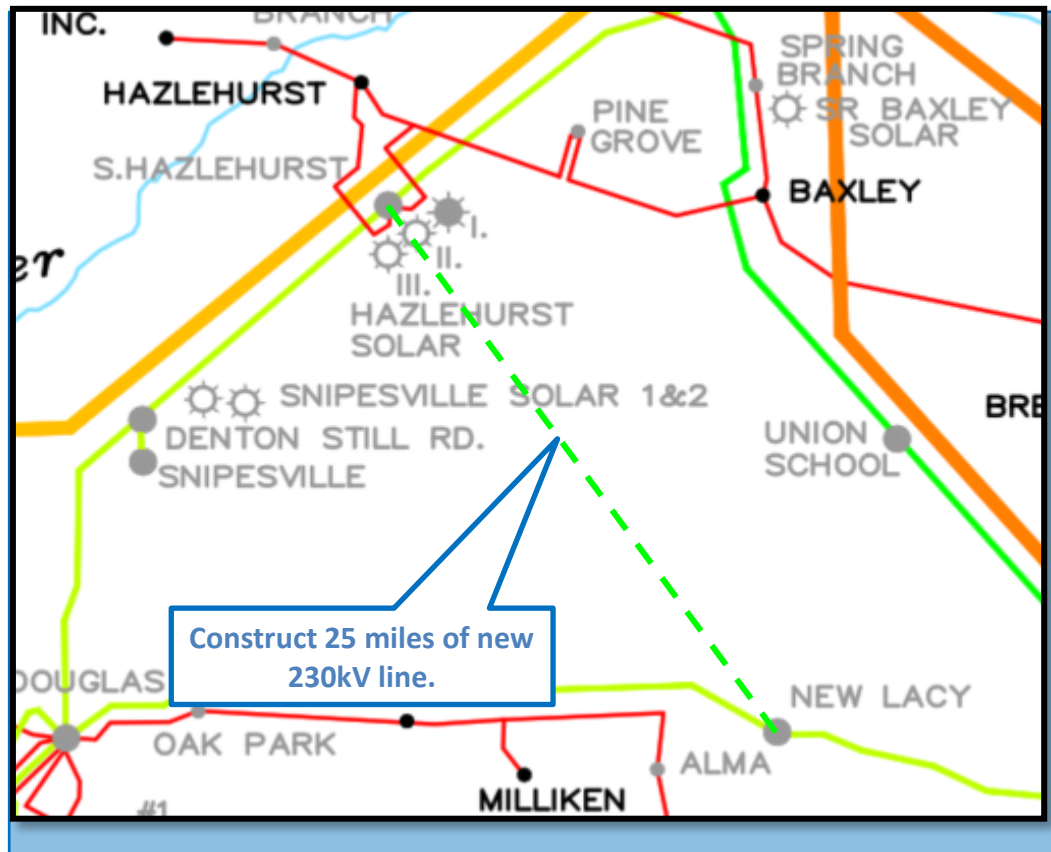 INC.
BRANCH
HAZLEHURST
S.HAZLEHURST
PINE
GROVE
SPRING
BRANCH
SR BAXLEY
SOLAR
BAXLEY
er
I.
II.
III.
HAZLEHURST
SOLAR
SNIPESVILLE SOLAR 1&2
DENTON STILL RD.
SNIPESVILLE
UNION
SCHOOL
BRE
Construct 25 miles of new
230kV line.
DOUGLAS
OAK PARK
NEW LACY
ALMA
MILLIKEN
#1